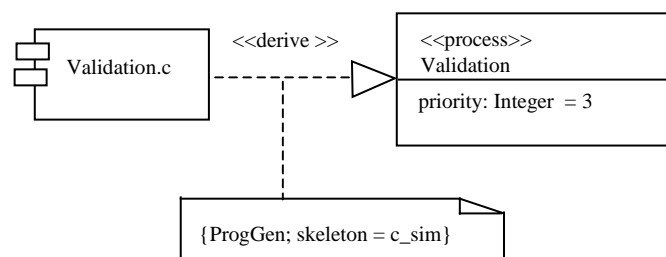 <<derive >>
<<process>>
Validation.c
Validation
priority: Integer  = 3
{ProgGen; skeleton = c_sim}